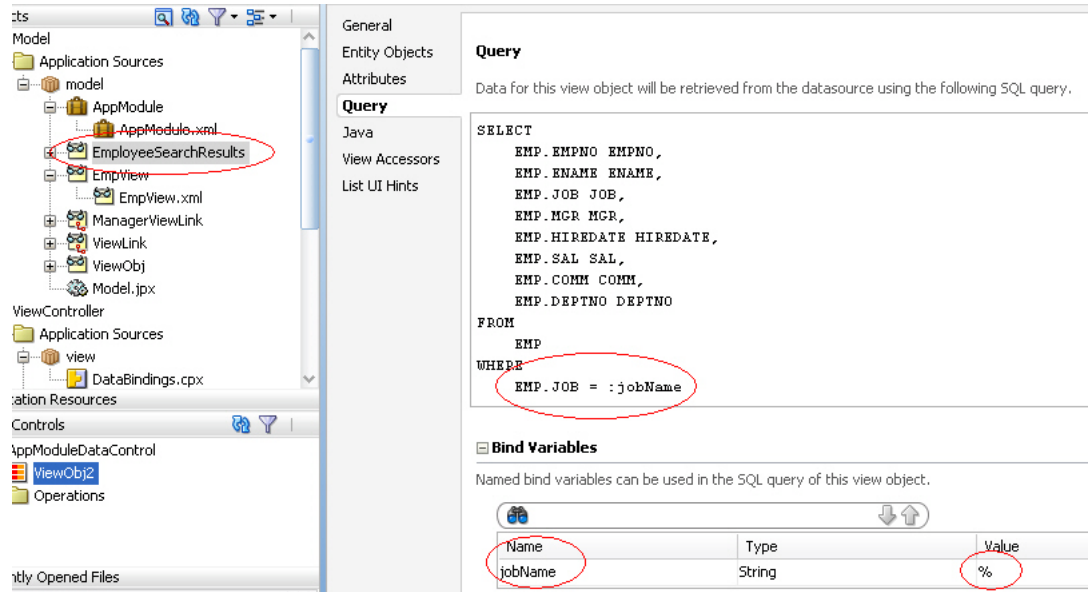 cts
Model
Application Sources
model
AppModule
AppModule.xml
EmployeeSearchResults
EmpView
EmpView.xml
ManagerViewLink
ViewLink
ViewObj
Model.jpx
ViewController
Application Sources
view
DataBindings.cpx
cation Resources
Controls
AppModuleDataControl
ViewObj2
Operations
ntly Opened Files
General
Entity Objects
Attributes
Query
Java
View Accessors
List UI Hints
Query
Data for this view object will be retrieved from the datasource using the following SQL query.
SELECT
EMP.EMPNO EMPNO,
EMP.ENAME ENAME,
EMP.JOB JOB,
EMP.MGR MGR,
EMP.HIREDATE HIREDATE,
EMP.SAL SAL,
EMP.COMM COMM,
EMP.DEPTNO DEPTNO
FROM
EMP
WHERE
EMP.JOB = :jobName
Bind Variables
Named bind variables can be used in the SQL query of this view object.
Name Type Value
jobName String %